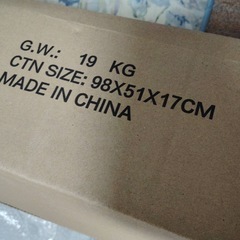 G.W.: 19 KG
CTN SIZE: 98X51X17CM
MADE IN CHINA